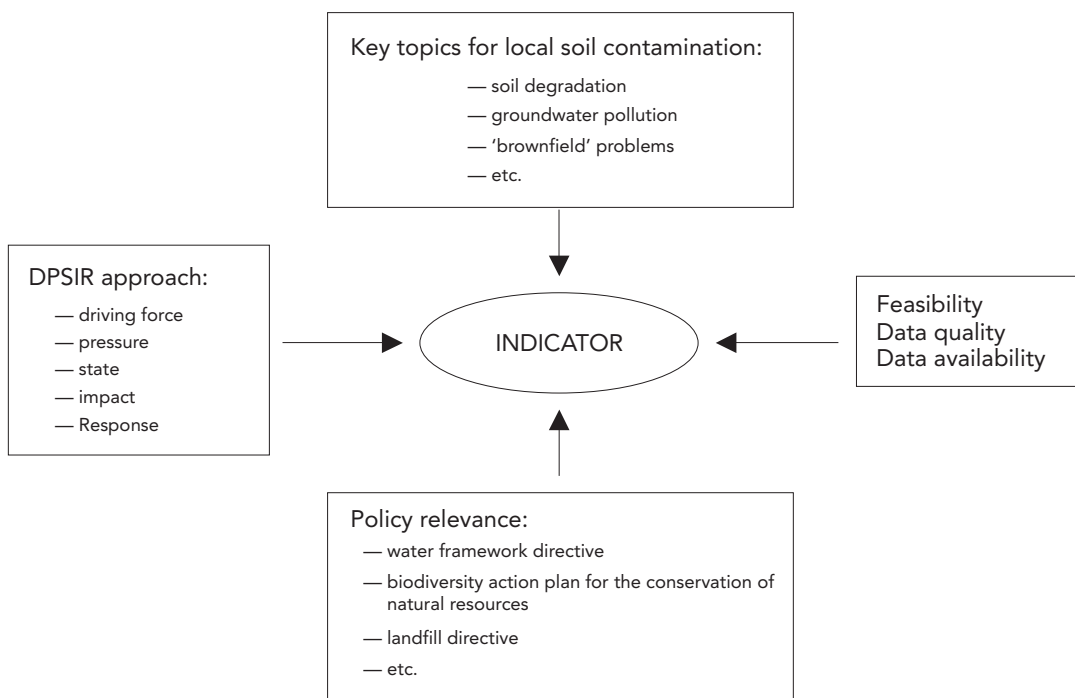 Key topics for local soil contamination:
— soil degradation
— groundwater pollution
— ‘brownfield’ problems
— etc.
DPSIR approach:
— driving force
— pressure
— state
— impact
— Response
INDICATOR
Feasibility
Data quality
Data availability
Policy relevance:
— water framework directive
— biodiversity action plan for the conservation of
natural resources
— landfill directive
— etc.